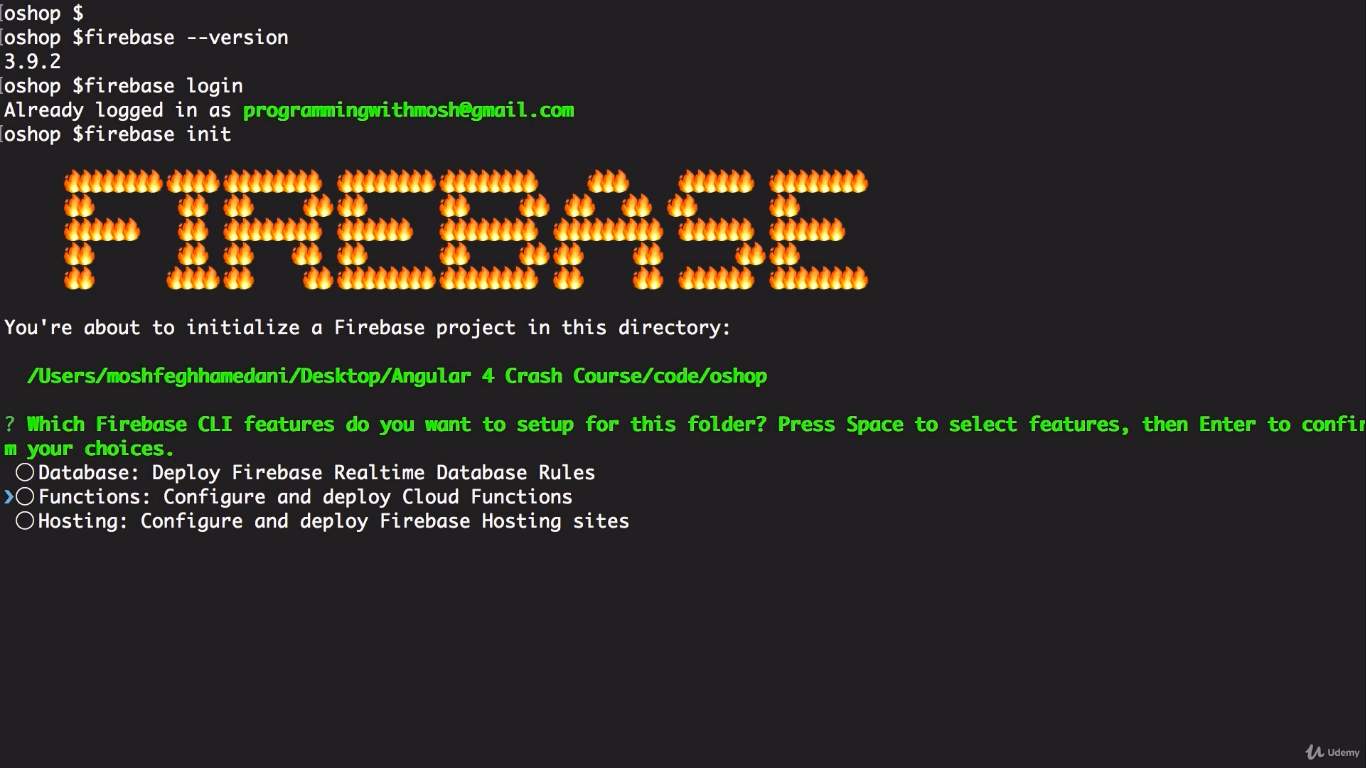 oshop $
oshop $firebase --version
3.9.2
oshop $firebase login
Already logged in as programmingwithmosh@gmail.com
oshop $firebase init
FIREBASE
You're about to initialize a Firebase project in this directory:
/Users/moshfeghhamedani/Desktop/Angular 4 Crash Course/code/oshop
? Which Firebase CLI features do you want to setup for this folder? Press Space to select features, then Enter to confir
m your choices.
◯Database: Deploy Firebase Realtime Database Rules
❯◯Functions: Configure and deploy Cloud Functions
◯Hosting: Configure and deploy Firebase Hosting sites
Udemy